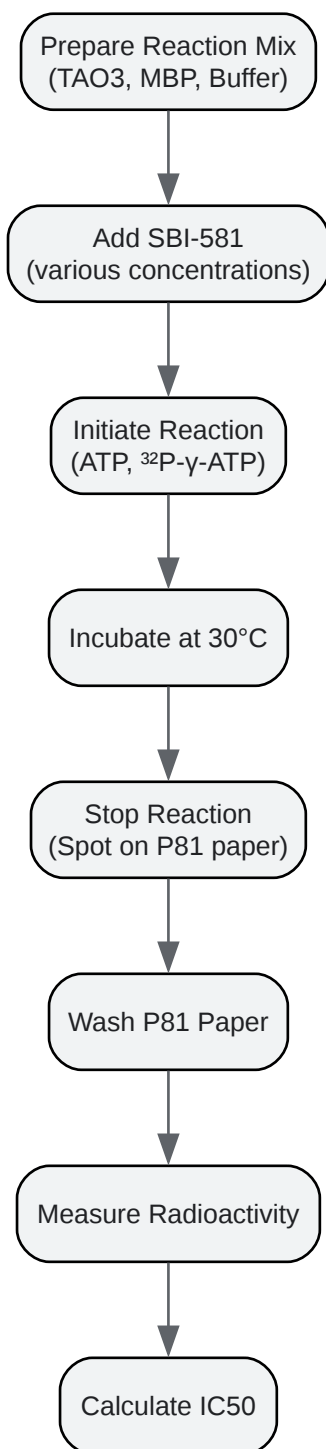 Prepare Reaction Mix
(TAO3, MBP, Buffer)
Add SBI-581
(various concentrations)
Initiate Reaction
(ATP, ³²P-γ-ATP)
Incubate at 30°C
Stop Reaction
(Spot on P81 paper)
Wash P81 Paper
Measure Radioactivity
Calculate IC50